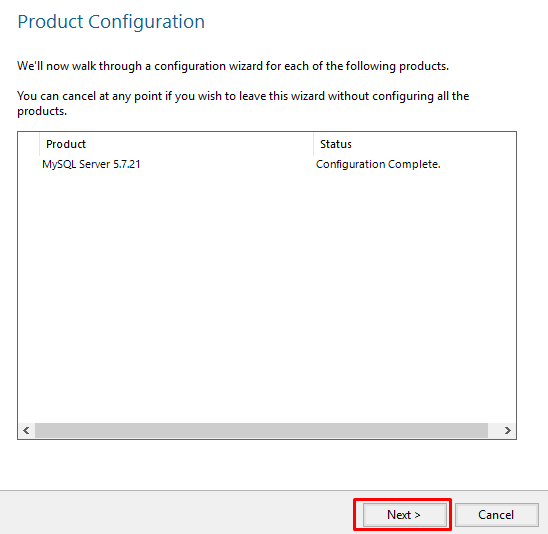 Product Configuration
We'll now walk through a configuration wizard for each of the following products.
You can cancel at any point if you wish to leave this wizard without configuring all the
products.
Product Status
MySQL Server 5.7.21 Configuration Complete.
Next > Cancel